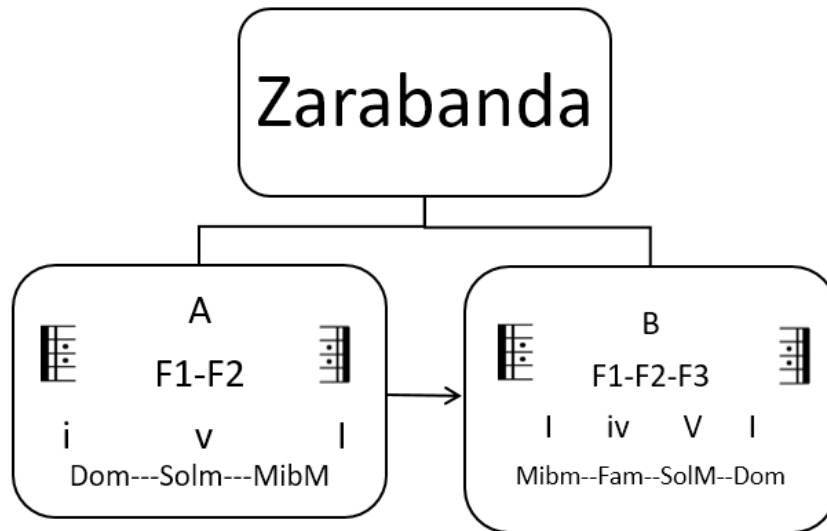 Zarabanda
A
F1-F2
i v I
Dom---Solm---MibM
B
F1-F2-F3
I iv V I
Mibm--Fam--SolM--Dom